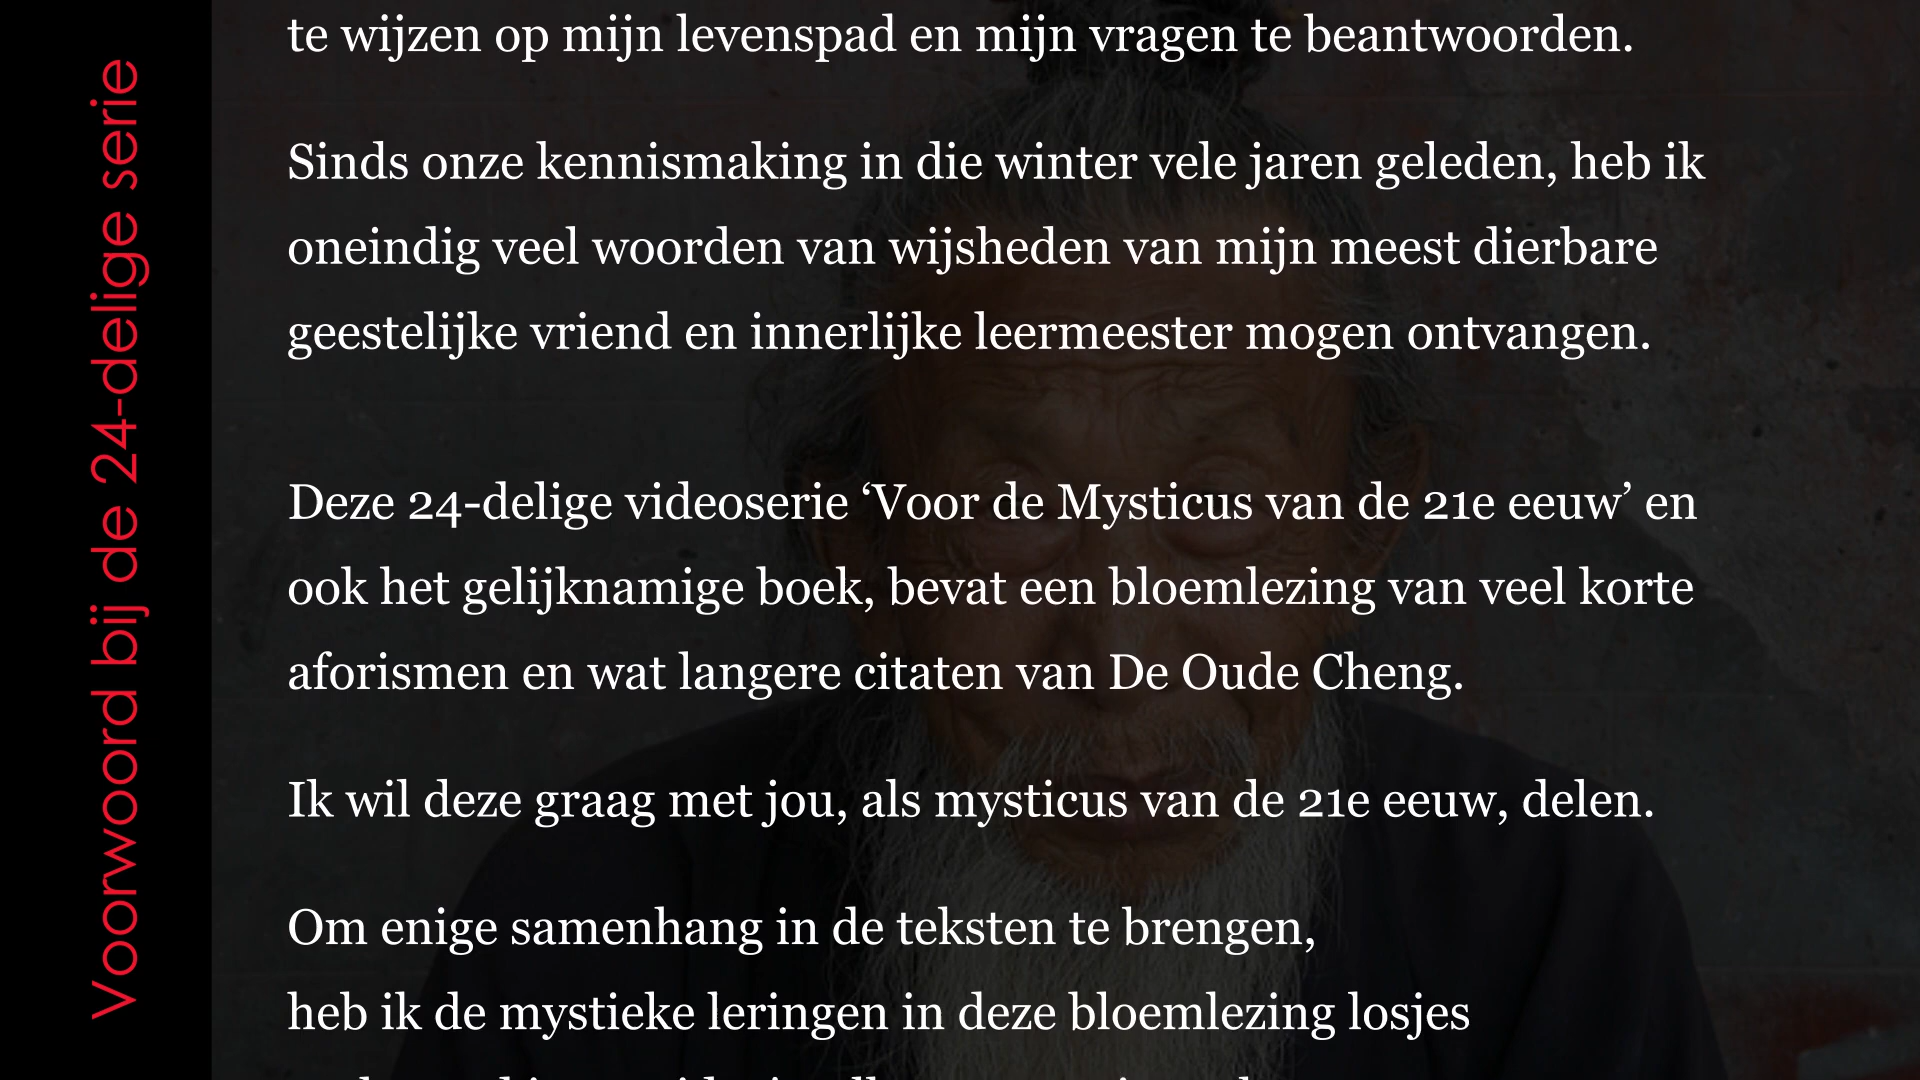 Voorwoord bij de 24-delige serie
te wijzen op mijn levenspad en mijn vragen te beantwoorden.
Sinds onze kennismaking in die winter vele jaren geleden, heb ik
oneindig veel woorden van wijsheden van mijn meest dierbare
geestelijke vriend en innerlijke leermeester mogen ontvangen.
Deze 24-delige videoserie ‘Voor de Mysticus van de 21e eeuw’ en
ook het gelijknamige boek, bevat een bloemlezing van veel korte
aforismen en wat langere citaten van De Oude Cheng.
Ik wil deze graag met jou, als mysticus van de 21e eeuw, delen.
Om enige samenhang in de teksten te brengen,
heb ik de mystieke leringen in deze bloemlezing losjes